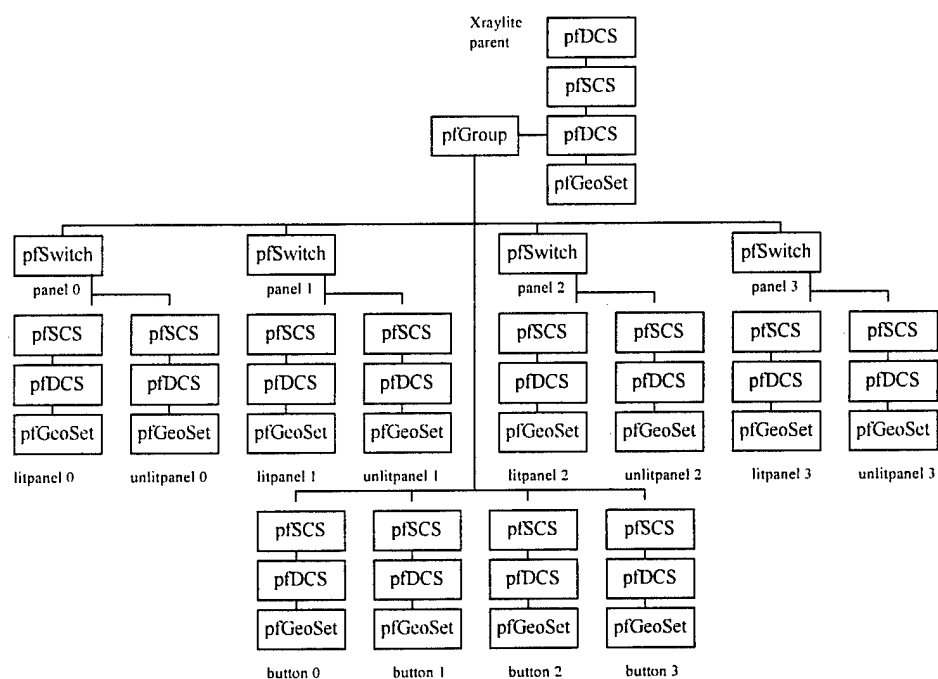 Xraylite
parent
pfDCS
pfSCS
pfGroup
pfDCS
pfGeoSet
pfSwitch pfSwitch pfSwitch pfSwitch
panel 0 panel 1 panel 2 panel 3
pfSCS pfSCS pfSCS pfSCS pfSCS pfSCS pfSCS pfSCS
pfDCS pfDCS pfDCS pfDCS pfDCS pfDCS pfDCS pfDCS
pfGeoSet pfGeoSet pfGeoSet pfGeoSet pfGeoSet pfGeoSet pfGeoSet pfGeoSet
litpanel 0 unlitpanel 0 litpanel 1 unlitpanel 1 litpanel 2 unlitpanel 2 litpanel 3 unlitpanel 3
pfSCS pfSCS pfSCS pfSCS
pfDCS pfDCS pfDCS pfDCS
pfGeoSet pfGeoSet pfGeoSet pfGeoSet
button 0 button 1 button 2 button 3